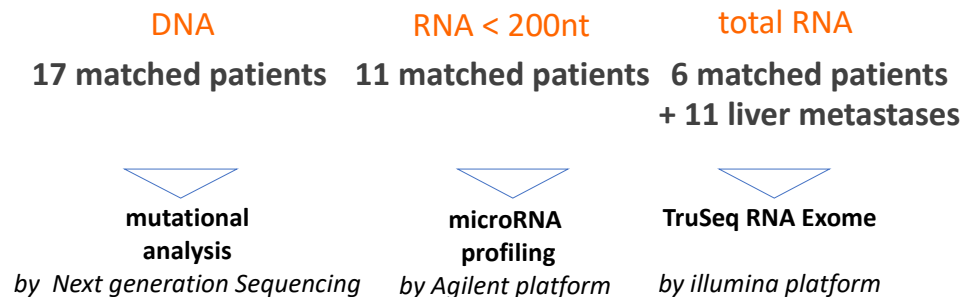 DNA
17 matched patients
mutational
analysis
by Next generation Sequencing
RNA < 200nt
11 matched patients
microRNA
profiling
by Agilent platform
total RNA
6 matched patients
+ 11 liver metastases
TruSeq RNA Exome
by illumina platform